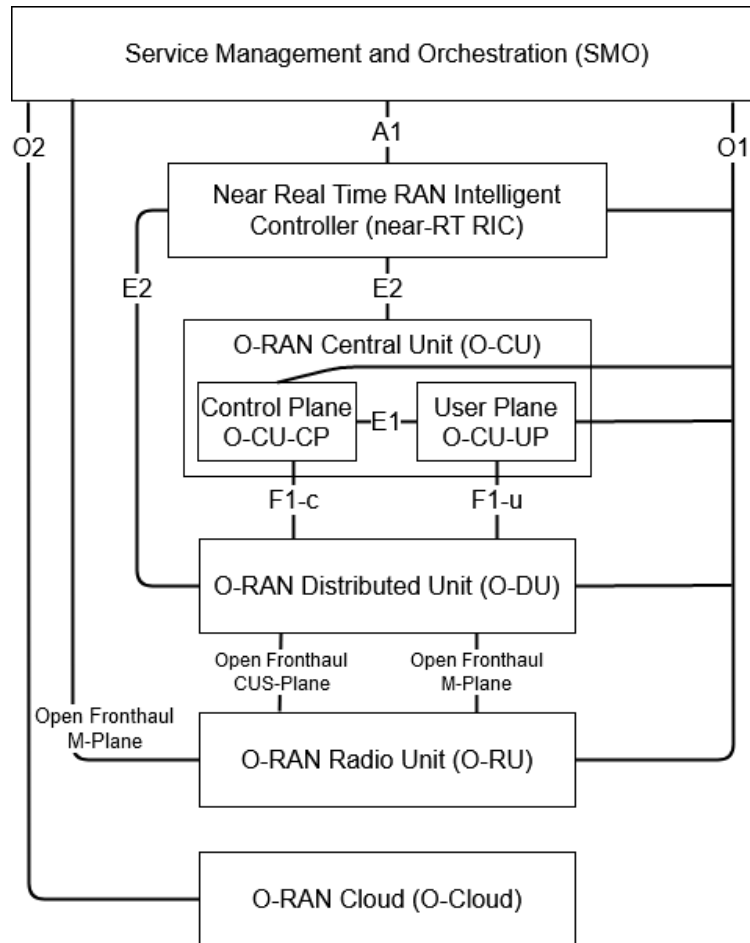 Service Management and Orchestration (SMO)
O2
A1
O1
Near Real Time RAN Intelligent
Controller (near-RT RIC)
E2
E2
O-RAN Central Unit (O-CU)
Control Plane
O-CU-CP
E1
User Plane
O-CU-UP
F1-c
F1-u
O-RAN Distributed Unit (O-DU)
Open Fronthaul
CUS-Plane
Open Fronthaul
M-Plane
Open Fronthaul
M-Plane
O-RAN Radio Unit (O-RU)
O-RAN Cloud (O-Cloud)